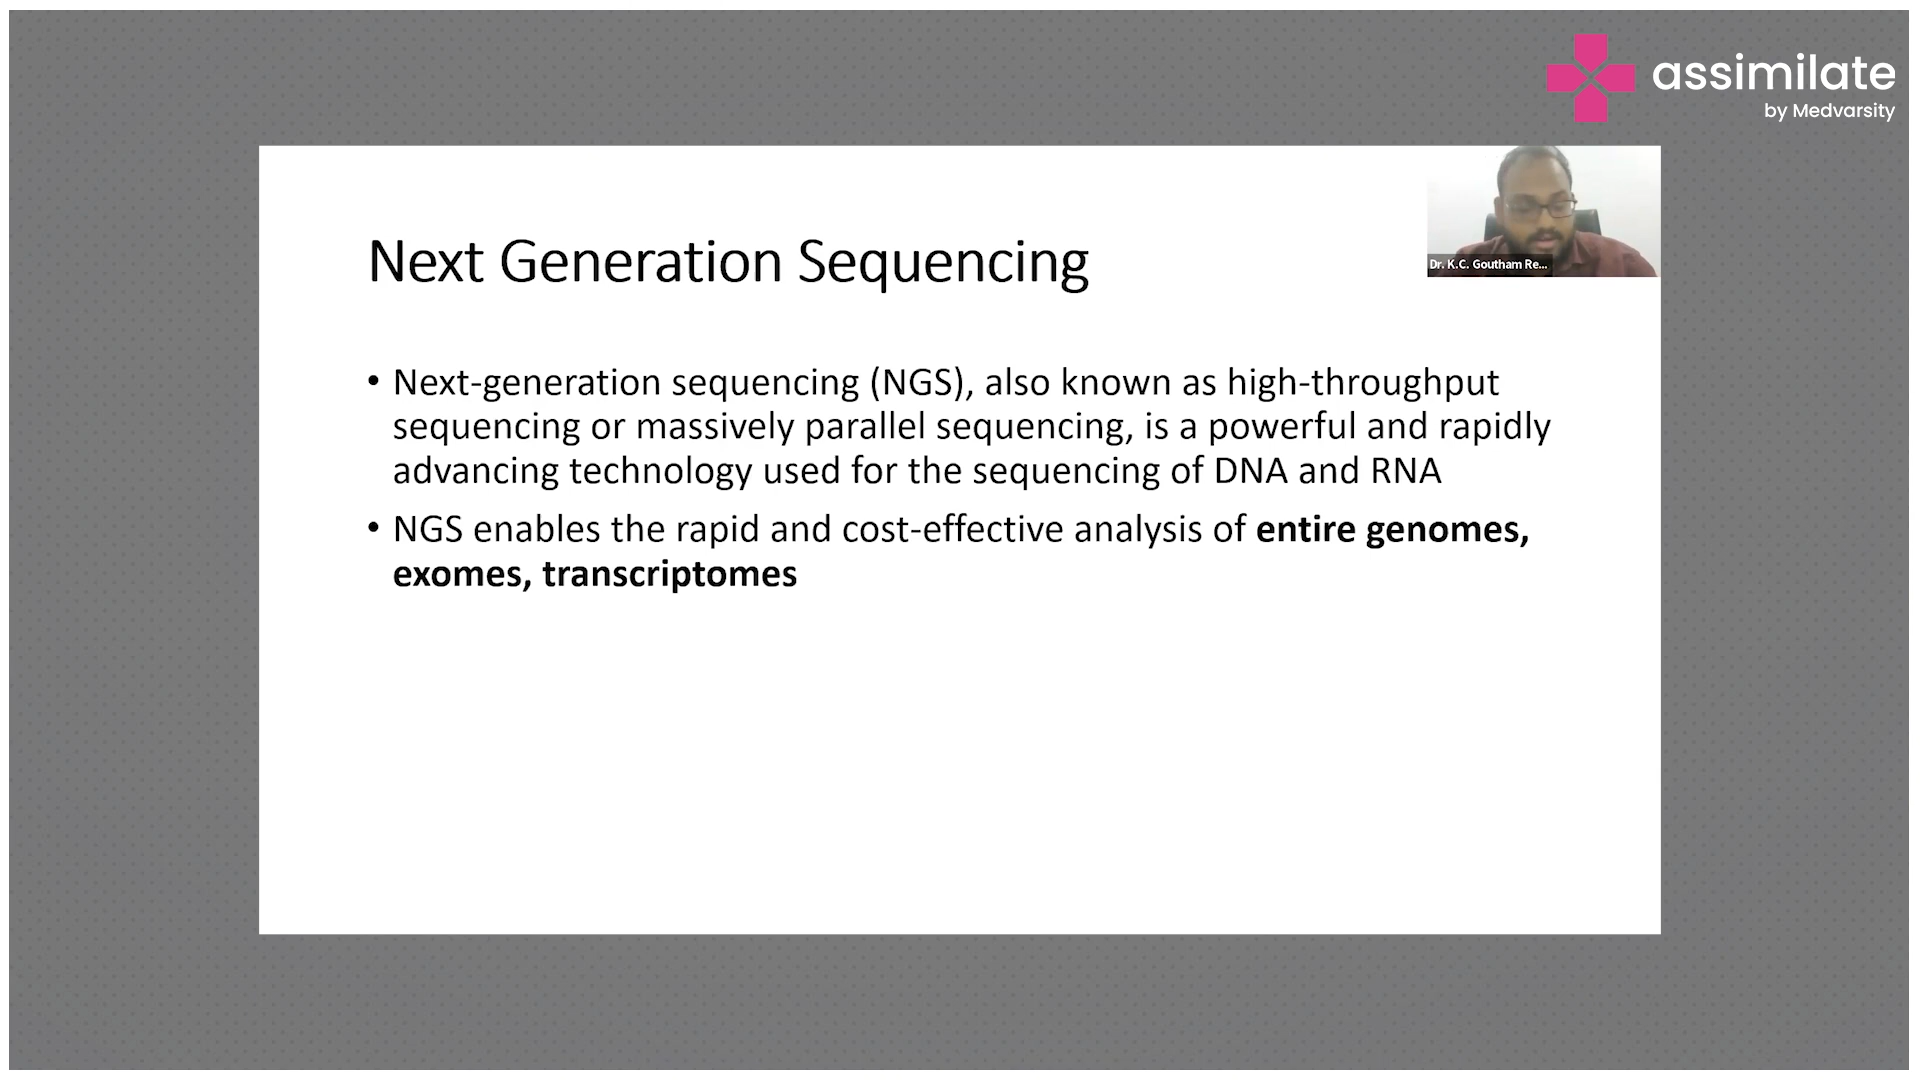 assimilate
by Medvarsity
Dr. K.C. Goutham Re...
Next Generation Sequencing
• Next-generation sequencing (NGS), also known as high-throughput
sequencing or massively parallel sequencing, is a powerful and rapidly
advancing technology used for the sequencing of DNA and RNA
• NGS enables the rapid and cost-effective analysis of entire genomes,
exomes, transcriptomes